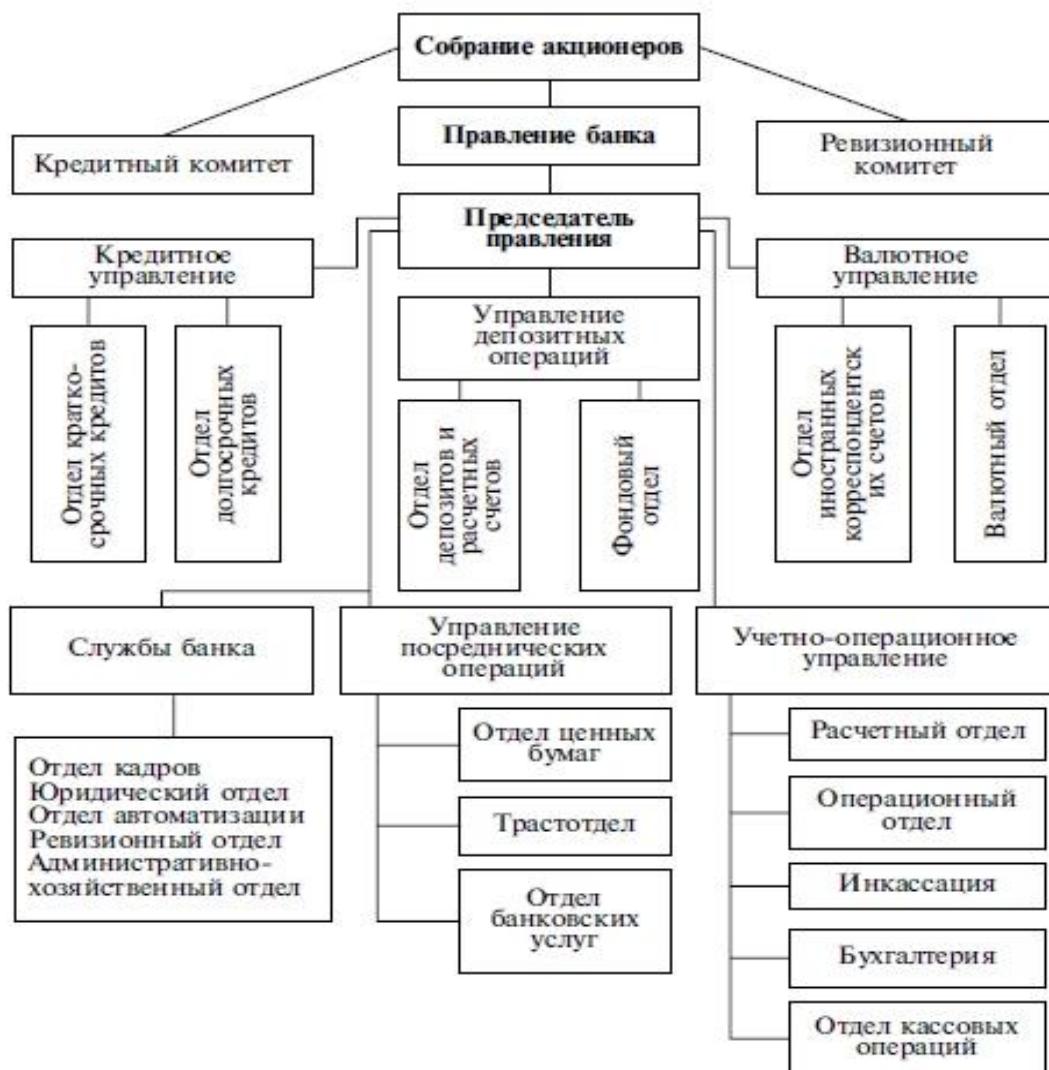 Собрание акционеров
Правление банка
Кредитный комитет
Ревизионный
комитет
Председатель
правления
Кредитное
управление
Валютное
управление
Управление
депозитных
операций
Отдел кратко-
срочных кредитов
Отдел
долгосрочных
кредитов
Отдел
депозитов и
расчетных
счетов
Фондовый
отдел
Отдел
иностранных
корреспондентск
их счетов
Валютный отдел
Службы банка
Управление
посреднических
операций
Учетно-операционное
управление
Отдел кадров
Юридический отдел
Отдел автоматизации
Ревизионный отдел
Административно-
хозяйственный отдел
Отдел ценных
бумаг
Трастотдел
Отдел
банковских
услуг
Расчетный отдел
Операционный
отдел
Инкассация
Бухгалтерия
Отдел кассовых
операций